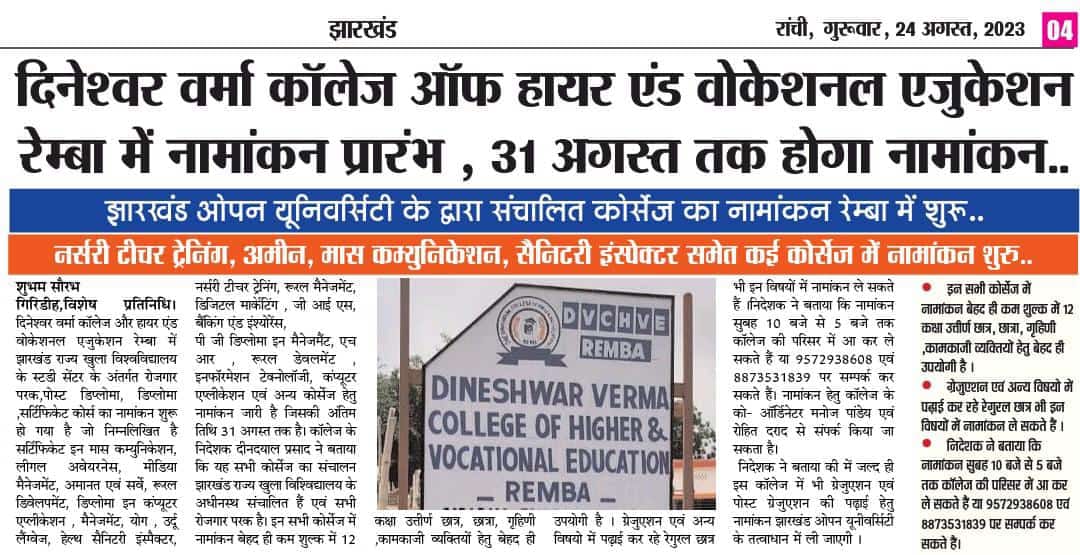 झारखंड
रांची, गुरूवार, 24 अगस्त, 2023 04
दिनेश्वर वर्मा कॉलेज ऑफ हायर एंड वोकेशनल एजुकेशन
रेम्बा में नामांकन प्रारंभ , 31 अगस्त तक होगा नामांकन..
झारखंड ओपन यूनिवर्सिटी के द्वारा संचालित कोर्सेज का नामांकन रेम्बा में शुरू..
नर्सरी टीचर ट्रेनिंग, अमीन, मास कम्युनिकेशन, सैनिटरी इंस्पेक्टर समेत कई कोर्सेज में नामांकन शुरु..
शुभम सौरभ
गिरिडीह,विशेष प्रतिनिधि।
दिनेश्वर वर्मा कॉलेज और हायर एंड
वोकेशनल एजुकेशन रेम्बा में
झारखंड राज्य खुला विश्वविद्यालय
के स्टडी सेंटर के अंतर्गत रोजगार
परक,पोस्ट डिप्लोमा, डिप्लोमा
,सर्टिफिकेट कोर्स का नामांकन शुरू
हो गया है जो निम्नलिखित है
सर्टिफिकेट इन मास कम्युनिकेशन,
लीगल अवेयरनेस, मीडिया
मैनेजमेंट, अमानत एवं सर्वे, रूरल
डिवेलपमेंट, डिप्लोमा इन कंप्यूटर
एप्लीकेशन , मैनेजमेंट, योग , उर्दू
लैंग्वेज, हेल्थ सैनिटरी इंस्पैक्टर,
नर्सरी टीचर ट्रेनिंग, रूरल मैनेजमेंट,
डिजिटल मार्केटिंग , जी आई एस,
बैंकिंग एंड इंश्योरेंस,
पी जी डिप्लोमा इन मैनेमैंट, एच
आर , रूरल डेवलमेंट ,
इनफॉरमेशन टेक्नोलॉजी, कंप्यूटर
एप्लीकेशन एवं अन्य कोर्सेज हेतु
नामांकन जारी है जिसकी अंतिम
तिथि 31 अगस्त तक है। कॉलेज के
निदेशक दीनदयाल प्रसाद ने बताया
कि यह सभी कोर्सेज का संचालन
झारखंड राज्य खुला विश्विद्यालय के
अधीनस्थ संचालित हैं एवं सभी
रोजगार परक है। इन सभी कोर्सेज में
नामांकन बेहद ही कम शुल्क में 12
DVCHVE
REMBA
DINESHWAR VERMA
COLLEGE OF HIGHER &
VOCATIONAL EDUCATION
_ REMBA _
कक्षा उत्तीर्ण छात्र, छात्रा, गृहिणी
,कामकाजी व्यक्तियों हेतु बेहद ही
उपयोगी है । ग्रेजुएशन एवं अन्य
विषयो में पढ़ाई कर रहे रेगुरल छात्र
भी इन विषयों में नामांकन ले सकते
हैं ।निदेशक ने बताया कि नामांकन
सुबह 10 बजे से 5 बजे तक
कॉलेज की परिसर में आ कर ले
सकते हैं या 9572938608 एवं
8873531839 पर सम्पर्क कर
सकते हैं। नामांकन हेतु कॉलेज के
को- ऑर्डिनेटर मनोज पांडेय एवं
रोहित दराद से संपर्क किया जा
सकता है।
निदेशक ने बताया की में जल्द ही
इस कॉलेज में भी ग्रेएुशन एवं
पोस्ट ग्रेएुशन की पढ़ाई हेतु
नामांकन झारखंड ओपन यूनीवर्सिटी
के तत्वाधान में ली जाएगी ।
● इन सभी कोर्सेज में
नामांकन बेहद ही कम शुल्क में 12
कक्षा उत्तीर्ण छात्र, छात्रा, गृहिणी
,कामकाजी व्यक्तियों हेतु बेहद ही
उपयोगी है ।
● ग्रेजुएशन एवं अन्य विषयो में
पढ़ाई कर रहे रेगुरल छात्र भी इन
विषयों में नामांकन ले सकते हैं ।
● निदेशक ने बताया कि
नामांकन सुबह 10 बजे से 5 बजे
तक कॉलेज की परिसर में आ कर
ले सकते हैं या 9572938608 एवं
8873531839 पर सम्पर्क कर
सकते है।